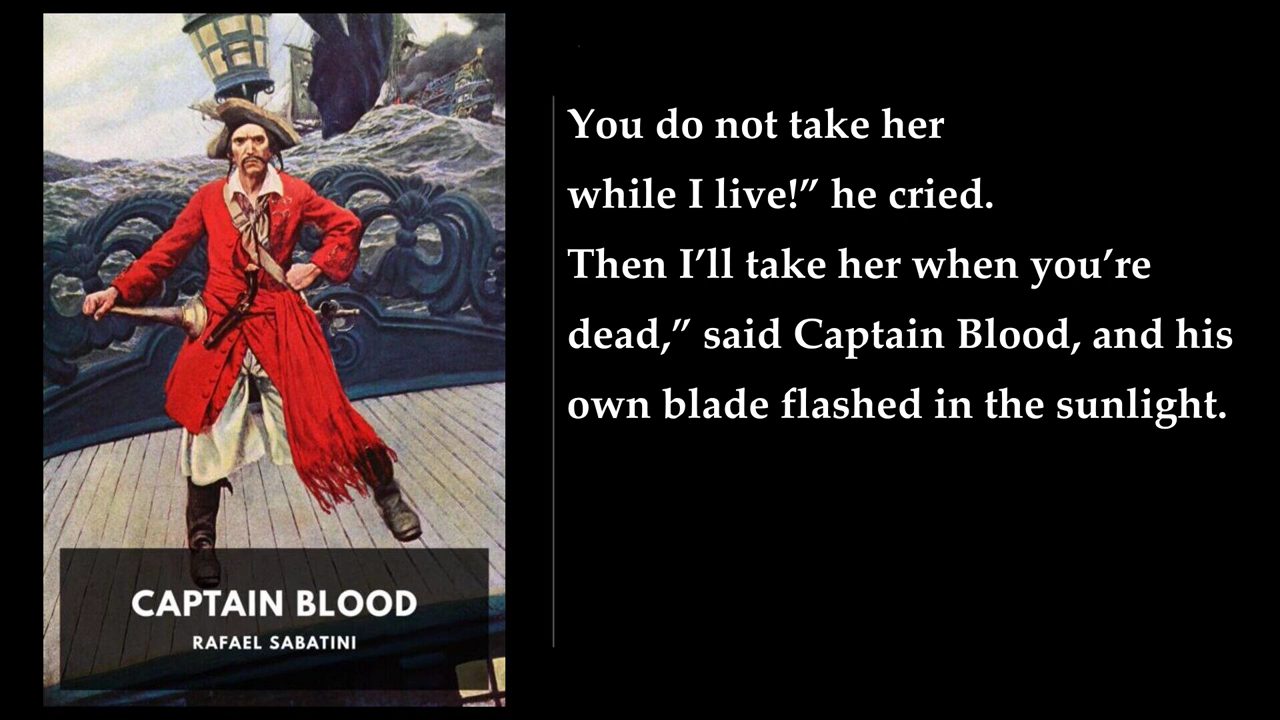 CAPTAIN BLOOD
RAFAEL SABATINI
You do not take her
while I live!” he cried.
Then I’ll take her when you’re
dead,” said Captain Blood, and his
own blade flashed in the sunlight.